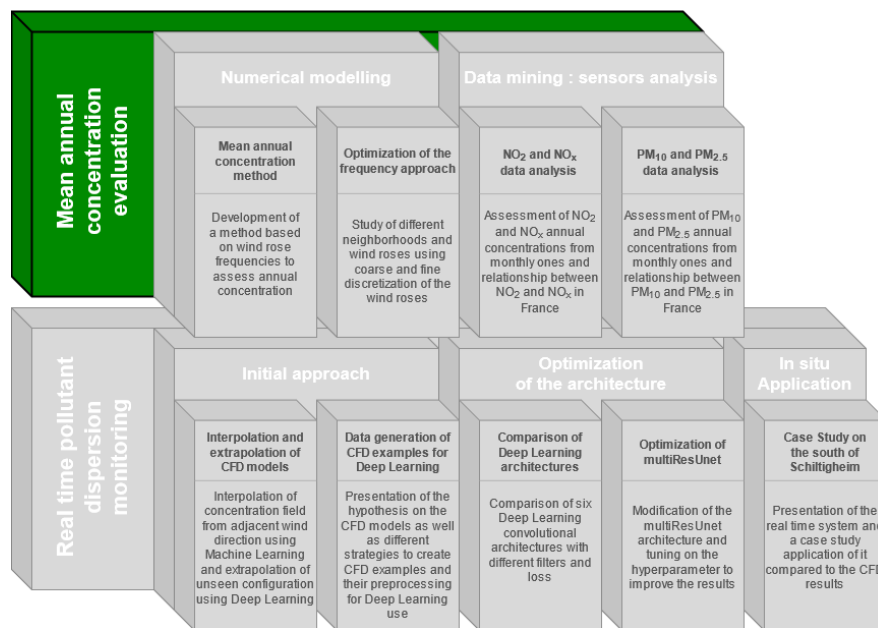 Mean annual
concentration
evaluation
Numerical modelling
Mean annual
concentration
method
Development of
a method based
on wind rose
frequencies to
assess annual
concentration
Optimization of the
frequency approach
Study of different
neighborhoods and
wind roses using
coarse and fine
discretization of the
wind roses
Data mining : sensors analysis
NO₂ and NOₓ
data analysis
Assessment of NO₂
and NOₓ annual
concentrations from
monthly ones and
relationship between
NO₂ and NOₓ in
France
PM₁₀ and PM₂.₅
data analysis
Assessment of PM₁₀
and PM₂.₅ annual
concentrations from
monthly ones and
relationship between
PM₁₀ and PM₂.₅ in
France
Real time pollutant
dispersion
monitoring
Initial approach
Interpolation and
extrapolation of
CFD models
Interpolation of
concentration field
from adjacent wind
direction using
Machine Learning
and extrapolation of
unseen configuration
using Deep Learning
Data generation of
CFD examples for
Deep Learning
Presentation of the
hypothesis on the
CFD models as well
as different
strategies to create
CFD examples and
their preprocessing
for Deep Learning
use
Optimization
of the architecture
Comparison of
Deep Learning
architectures
Comparison of six
Deep Learning
convolutional
architectures with
different filters and
loss
Optimization of
multiResUnet
Modification of the
multiResUnet
architecture and
tuning on the
hyperparameter to
improve the results
In situ
Application
Case Study on
the south of
Schiltigheim
Presentation of the
real time system and
a case study
application of it
compared to the CFD
results